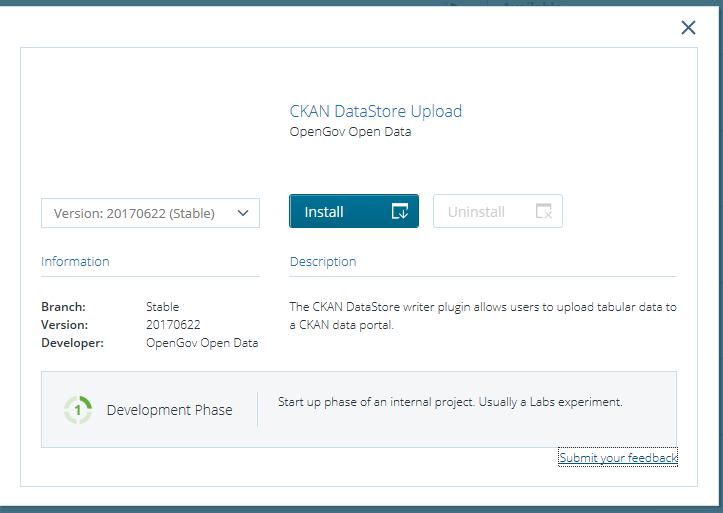 CKAN DataStore Upload
OpenGov Open Data
Version: 20170622 (Stable)
Install
Uninstall
Information
Description
Branch: Stable
Version: 20170622
Developer: OpenGov Open Data
The CKAN DataStore writer plugin allows users to upload tabular data to
a CKAN data portal.
1
Development Phase
Start up phase of an internal project. Usually a Labs experiment.
Submit your feedback